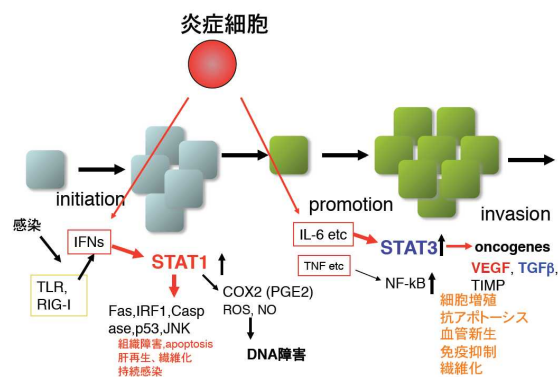 炎症細胞
initiation
promotion
invasion
感染
IFNs
TLR,
RIG-I
STAT1
Fas,IRF1,Casp
ase,p53,JNK
組織障害,apoptosis
肝再生、繊維化
持続感染
COX2 (PGE2)
ROS, NO
DNA障害
IL-6 etc
TNF etc
STAT3
NF-kB
oncogenes
VEGF, TGFβ,
TIMP
細胞増殖
抗アポトーシス
血管新生
免疫抑制
繊維化